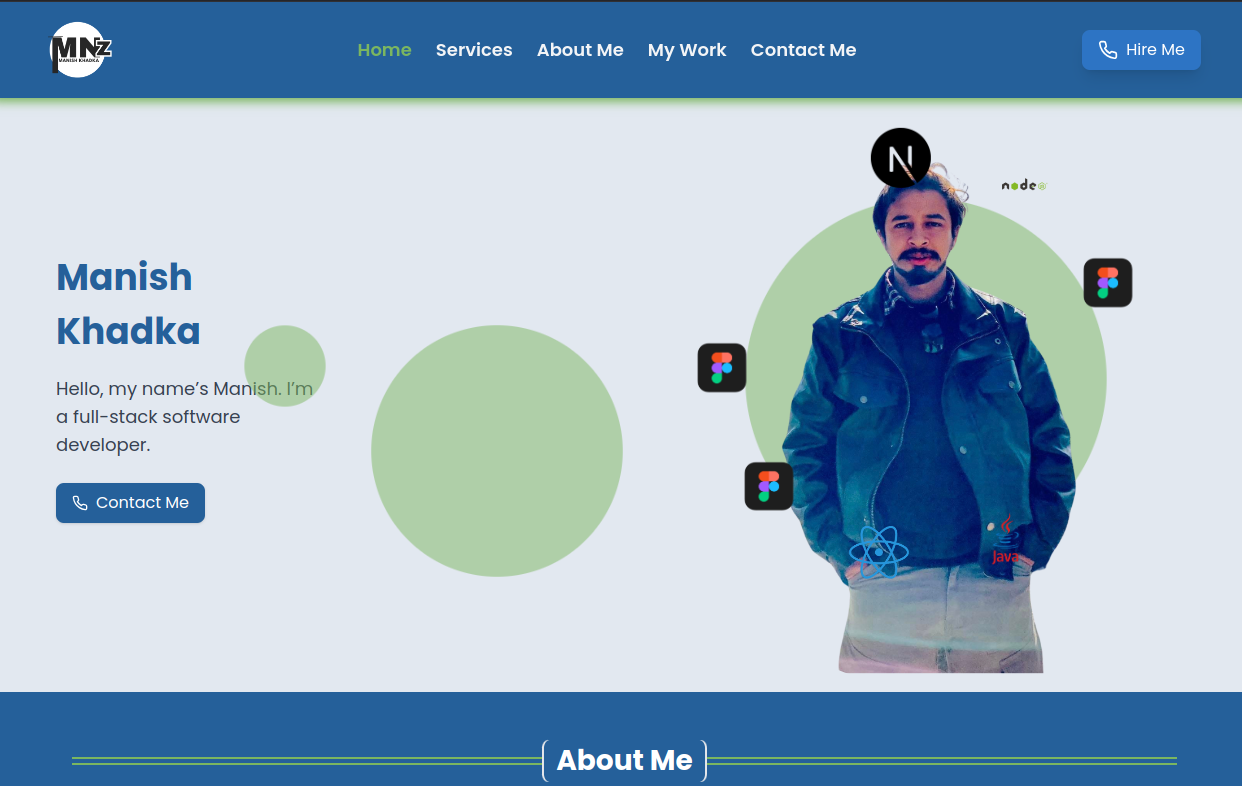 MNz
MANISH KHADKA
Home
Services
About Me
My Work
Contact Me
Hire Me
N
node
Manish
Khadka
Hello, my name’s Manish. I’m
a full-stack software
developer.
Contact Me
Java
About Me